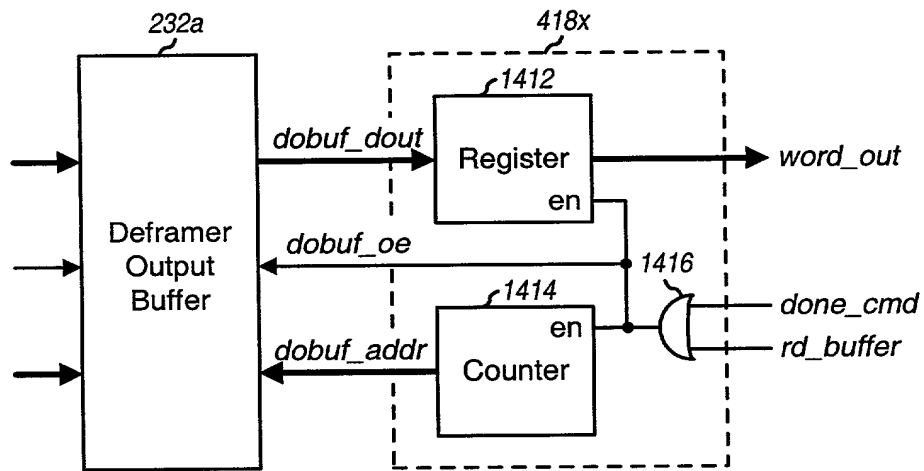 232a
418x
1412
dobuf_dout
Register
word_out
en
Deframer
Output
Buffer
dobuf_oe
1414
1416
en
done_cmd
dobuf_addr
Counter
rd_buffer